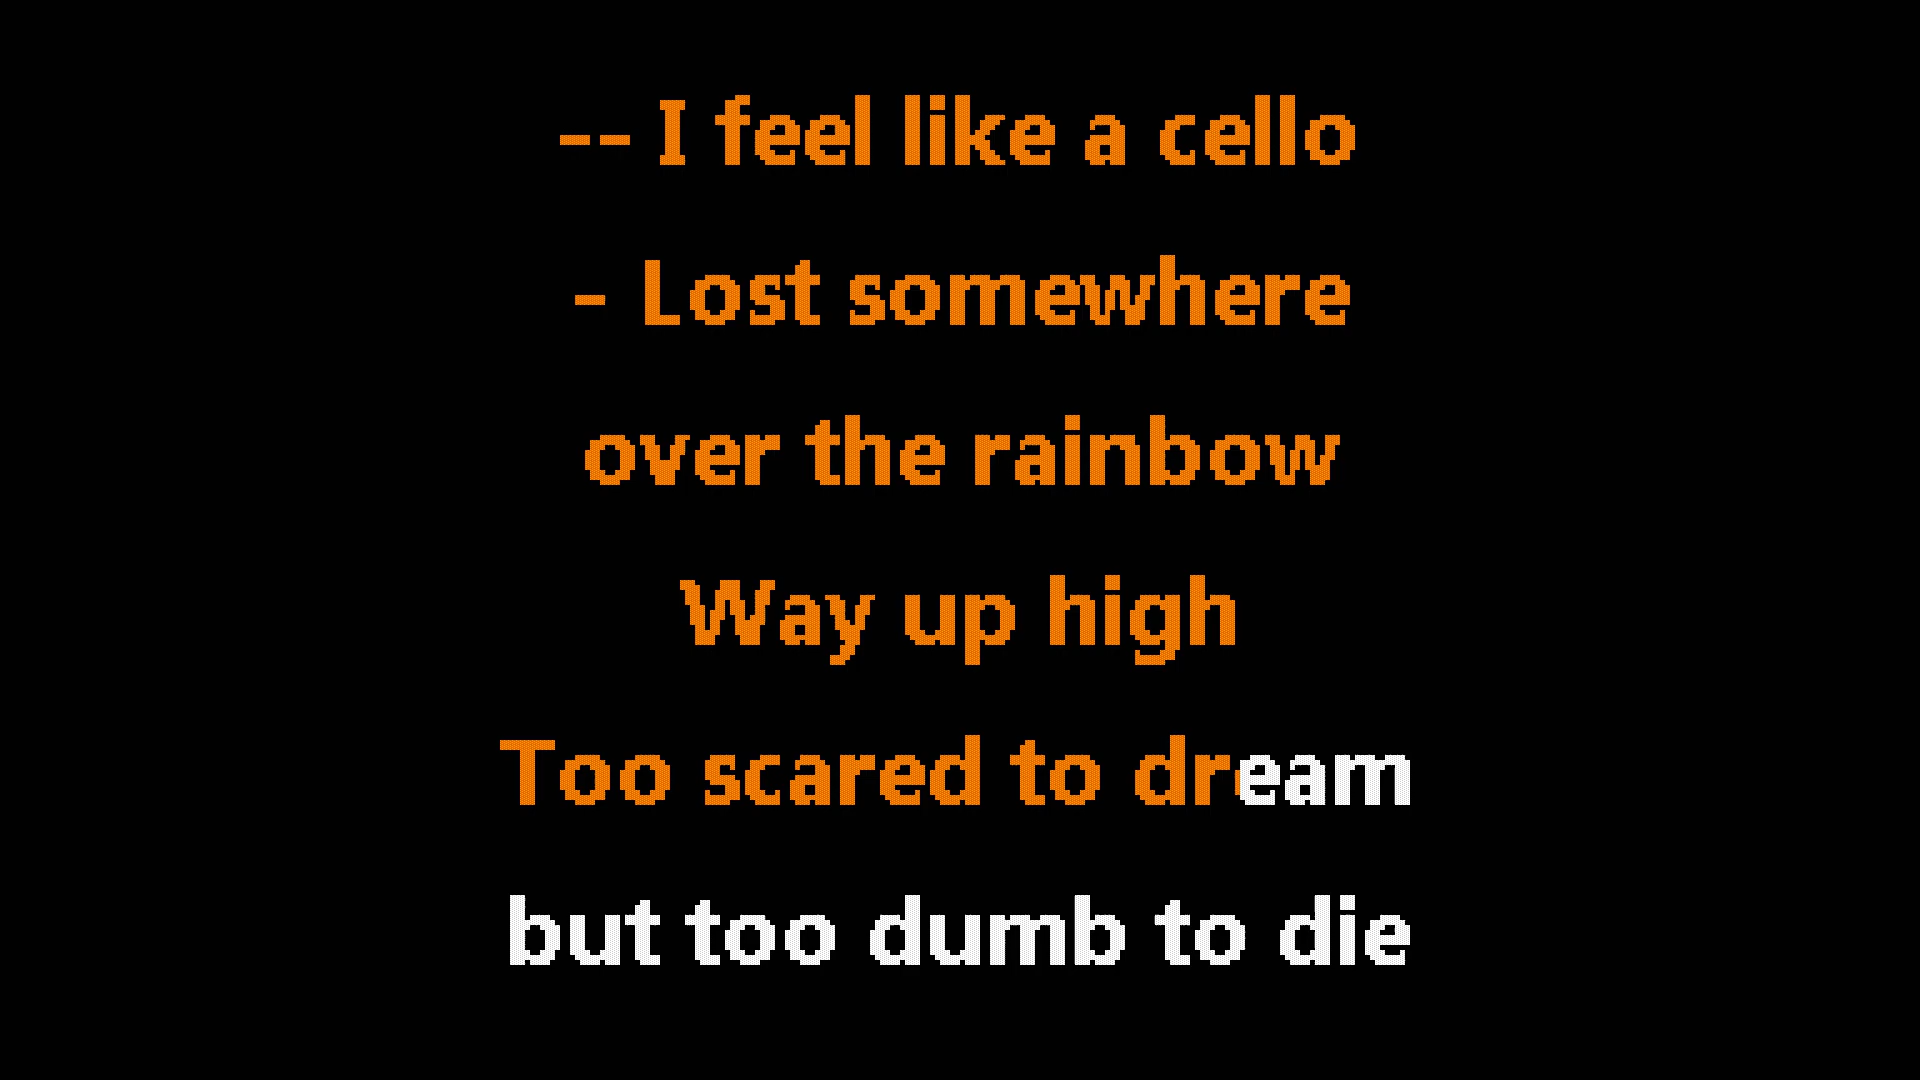 -- I feel like a cello
- Lost somewhere
over the rainbow
Way up high
Too scared to dream
but too dumb to die